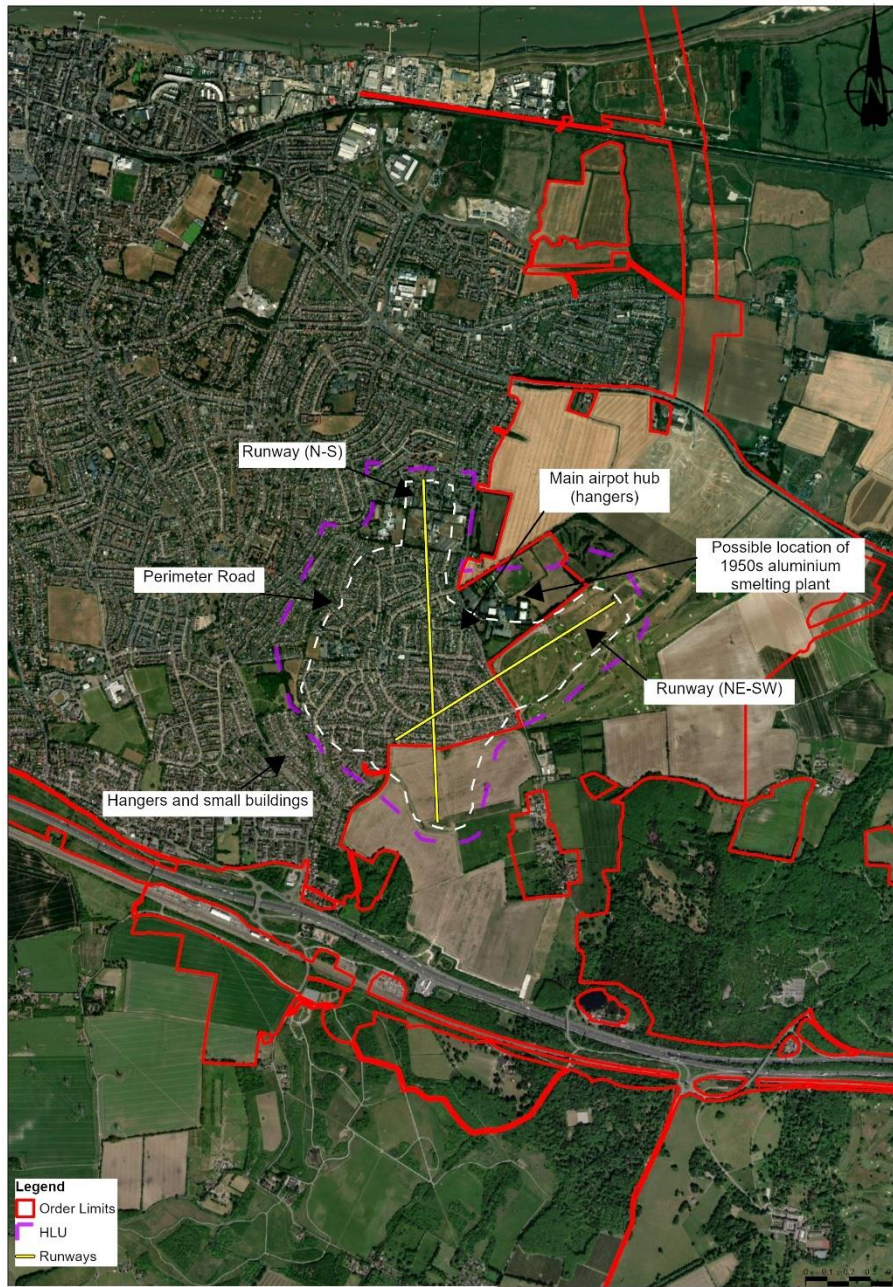 N
Runway (N-S)
Main airpot hub
(hangers)
Possible location of
1950s aluminium
smelting plant
Perimeter Road
Runway (NE-SW)
Hangers and small buildings
Legend
Order Limits
HLU
Runways